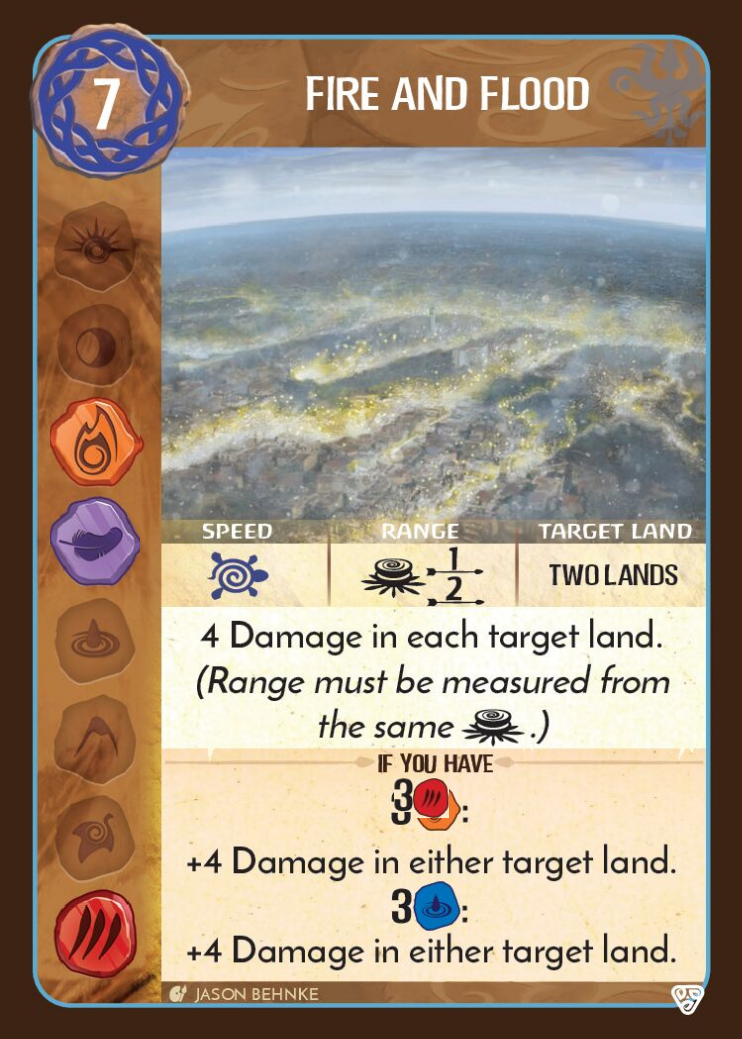 7
FIRE AND FLOOD
SPEED RANGE TARGET LAND
1
2
TWO LANDS
4 Damage in each target land.
(Range must be measured from
the same .)
IF YOU HAVE
3 :
+4 Damage in either target land.
3 :
+4 Damage in either target land.
JASON BEHNKE